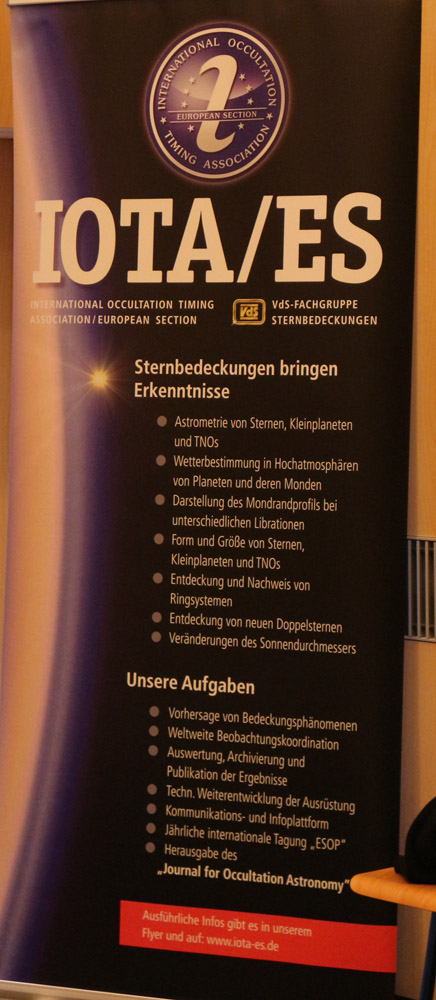 INTERNATIONAL OCCULTATION
EUROPEAN SECTION
TIMING ASSOCIATION
IOTA/ES
INTERNATIONAL OCCULTATION TIMING
ASSOCIATION/EUROPEAN SECTION
VdS
VdS-FACHGRUPPE
STERNBEDECKUNGEN
Sternbedeckungen bringen
Erkenntnisse
Astrometrie von Sternen, Kleinplaneten
und TNOs
Wetterbestimmung in Hochatmosphären
von Planeten und deren Monden
Darstellung des Mondrandprofils bei
unterschiedlichen Librationen
Form und Größe von Sternen,
Kleinplaneten und TNOs
Entdeckung und Nachweis von
Ringsystemen
Entdeckung von neuen Doppelsternen
Veränderungen des Sonnendurchmessers
Unsere Aufgaben
Vorhersage von Bedeckungsphänomenen
Weltweite Beobachtungskoordination
Auswertung, Archivierung und
Publikation der Ergebnisse
Techn. Weiterentwicklung der Ausrüstung
Kommunikations- und Infoplattform
Jährliche internationale Tagung „ESOP“
Herausgabe des
„Journal for Occultation Astronomy“
Ausführliche Infos gibt es in unserem
Flyer und auf: www.iota-es.de